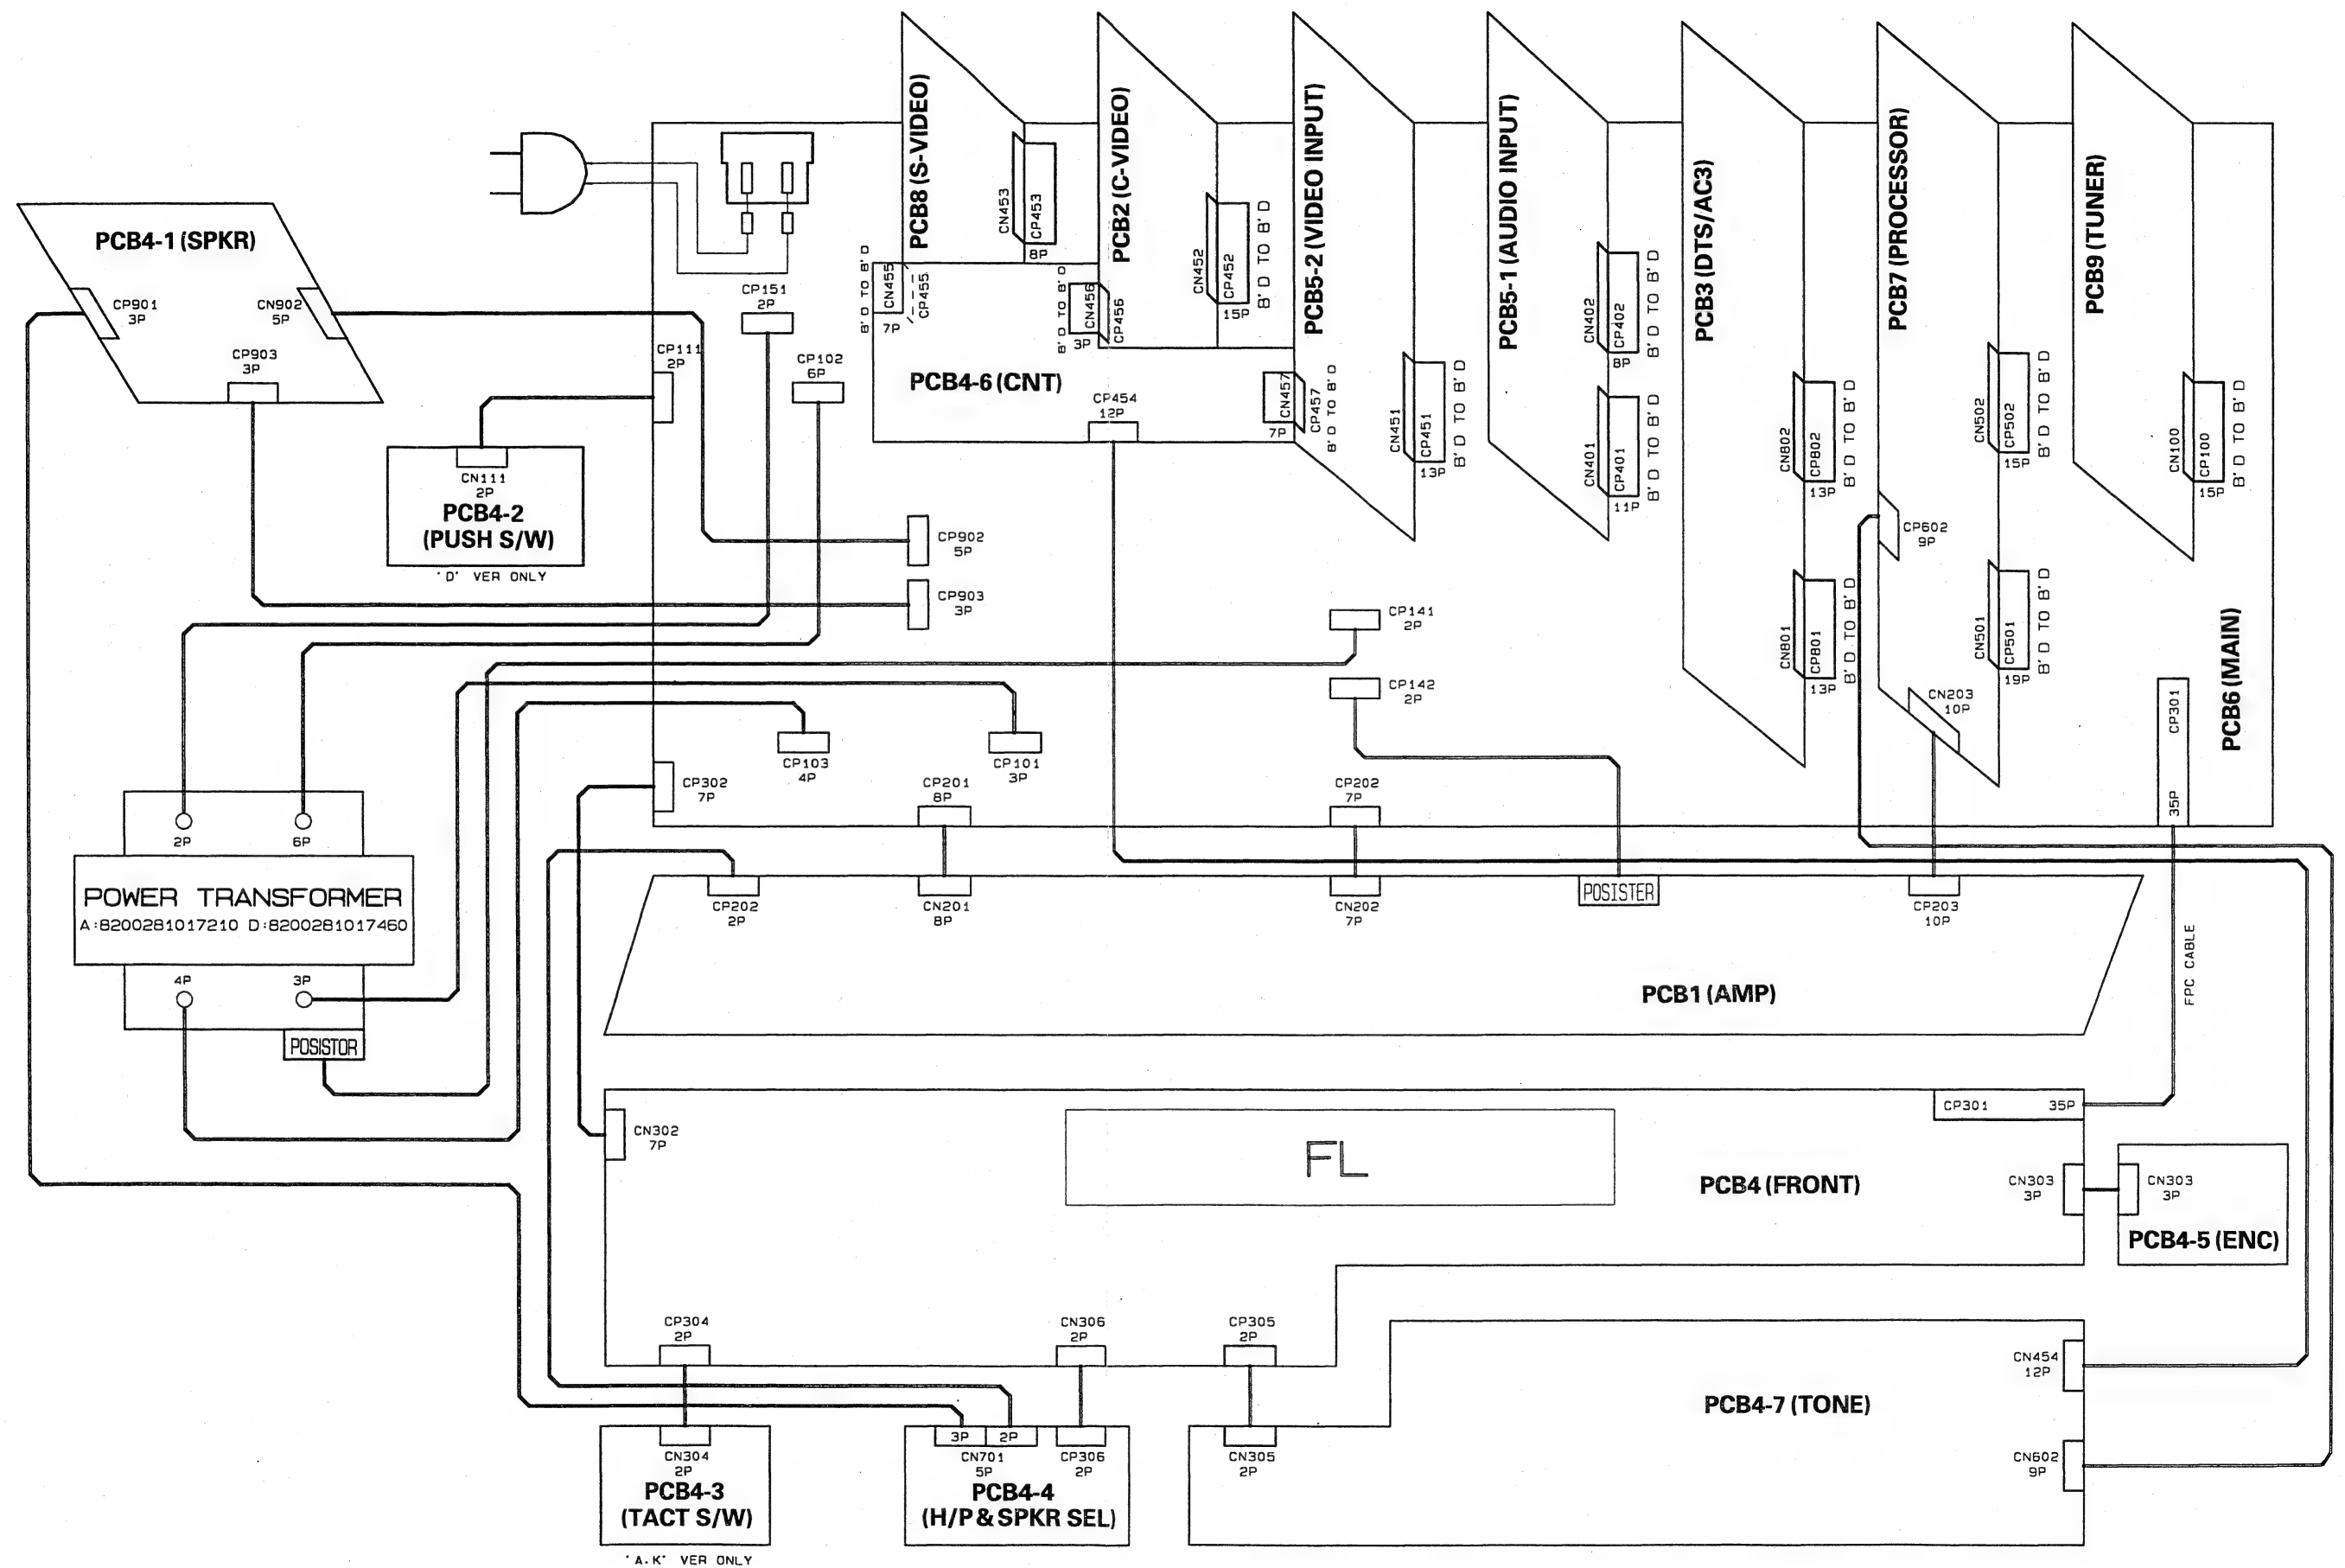 PCB4-1 (SPKR)
CP901
3P
CN902
5P
CP903
3P
CN111
2P
PCB4-2
(PUSH S/W)
'D' VER ONLY
CP111
2P
CP151
2P
CP102
6P
PCB8 (S-VIDEO)
CN453
CP453
8P
B'D TO B'D
CN455
CP455
7P
PCB2 (C-VIDEO)
B'D TO B'D
CN456
CP456
3P
CN452
CP452
15P
B'D TO B'D
PCB4-6 (CNT)
CP454
12P
PCB5-2 (VIDEO INPUT)
CN457
CP457
7P
B'D TO B'D
CN451
CP451
13P
B'D TO B'D
PCB5-1 (AUDIO INPUT)
CN402
CP402
8P
B'D TO B'D
CN401
CP401
11P
B'D TO B'D
PCB3 (DTS/AC3)
CN802
CP802
13P
B'D TO B'D
CN801
CP801
13P
B'D TO B'D
PCB7 (PROCESSOR)
CN502
CP502
15P
B'D TO B'D
CP602
9P
CN501
CP501
19P
B'D TO B'D
CN203
10P
PCB9 (TUNER)
CN100
CP100
15P
B'D TO B'D
PCB6 (MAIN)
CP301
35P
CP902
5P
CP903
3P
CP141
2P
CP142
2P
CP103
4P
CP101
3P
CP302
7P
CP201
8P
CP202
7P
2P
6P
POWER TRANSFORMER
A:8200281017210 D:8200281017460
4P
3P
POSISTOR
CP202
2P
CN201
8P
CN202
7P
POSISTER
CP203
10P
PCB1 (AMP)
FPC CABLE
CN302
7P
FL
CP301 35P
PCB4 (FRONT)
CN303
3P
CN303
3P
PCB4-5 (ENC)
CP304
2P
CN306
2P
CP305
2P
CN304
2P
PCB4-3
(TACT S/W)
'A.K' VER ONLY
3P 2P
CN701
5P
CP306
2P
PCB4-4
(H/P & SPKR SEL)
CN305
2P
PCB4-7 (TONE)
CN454
12P
CN602
9P